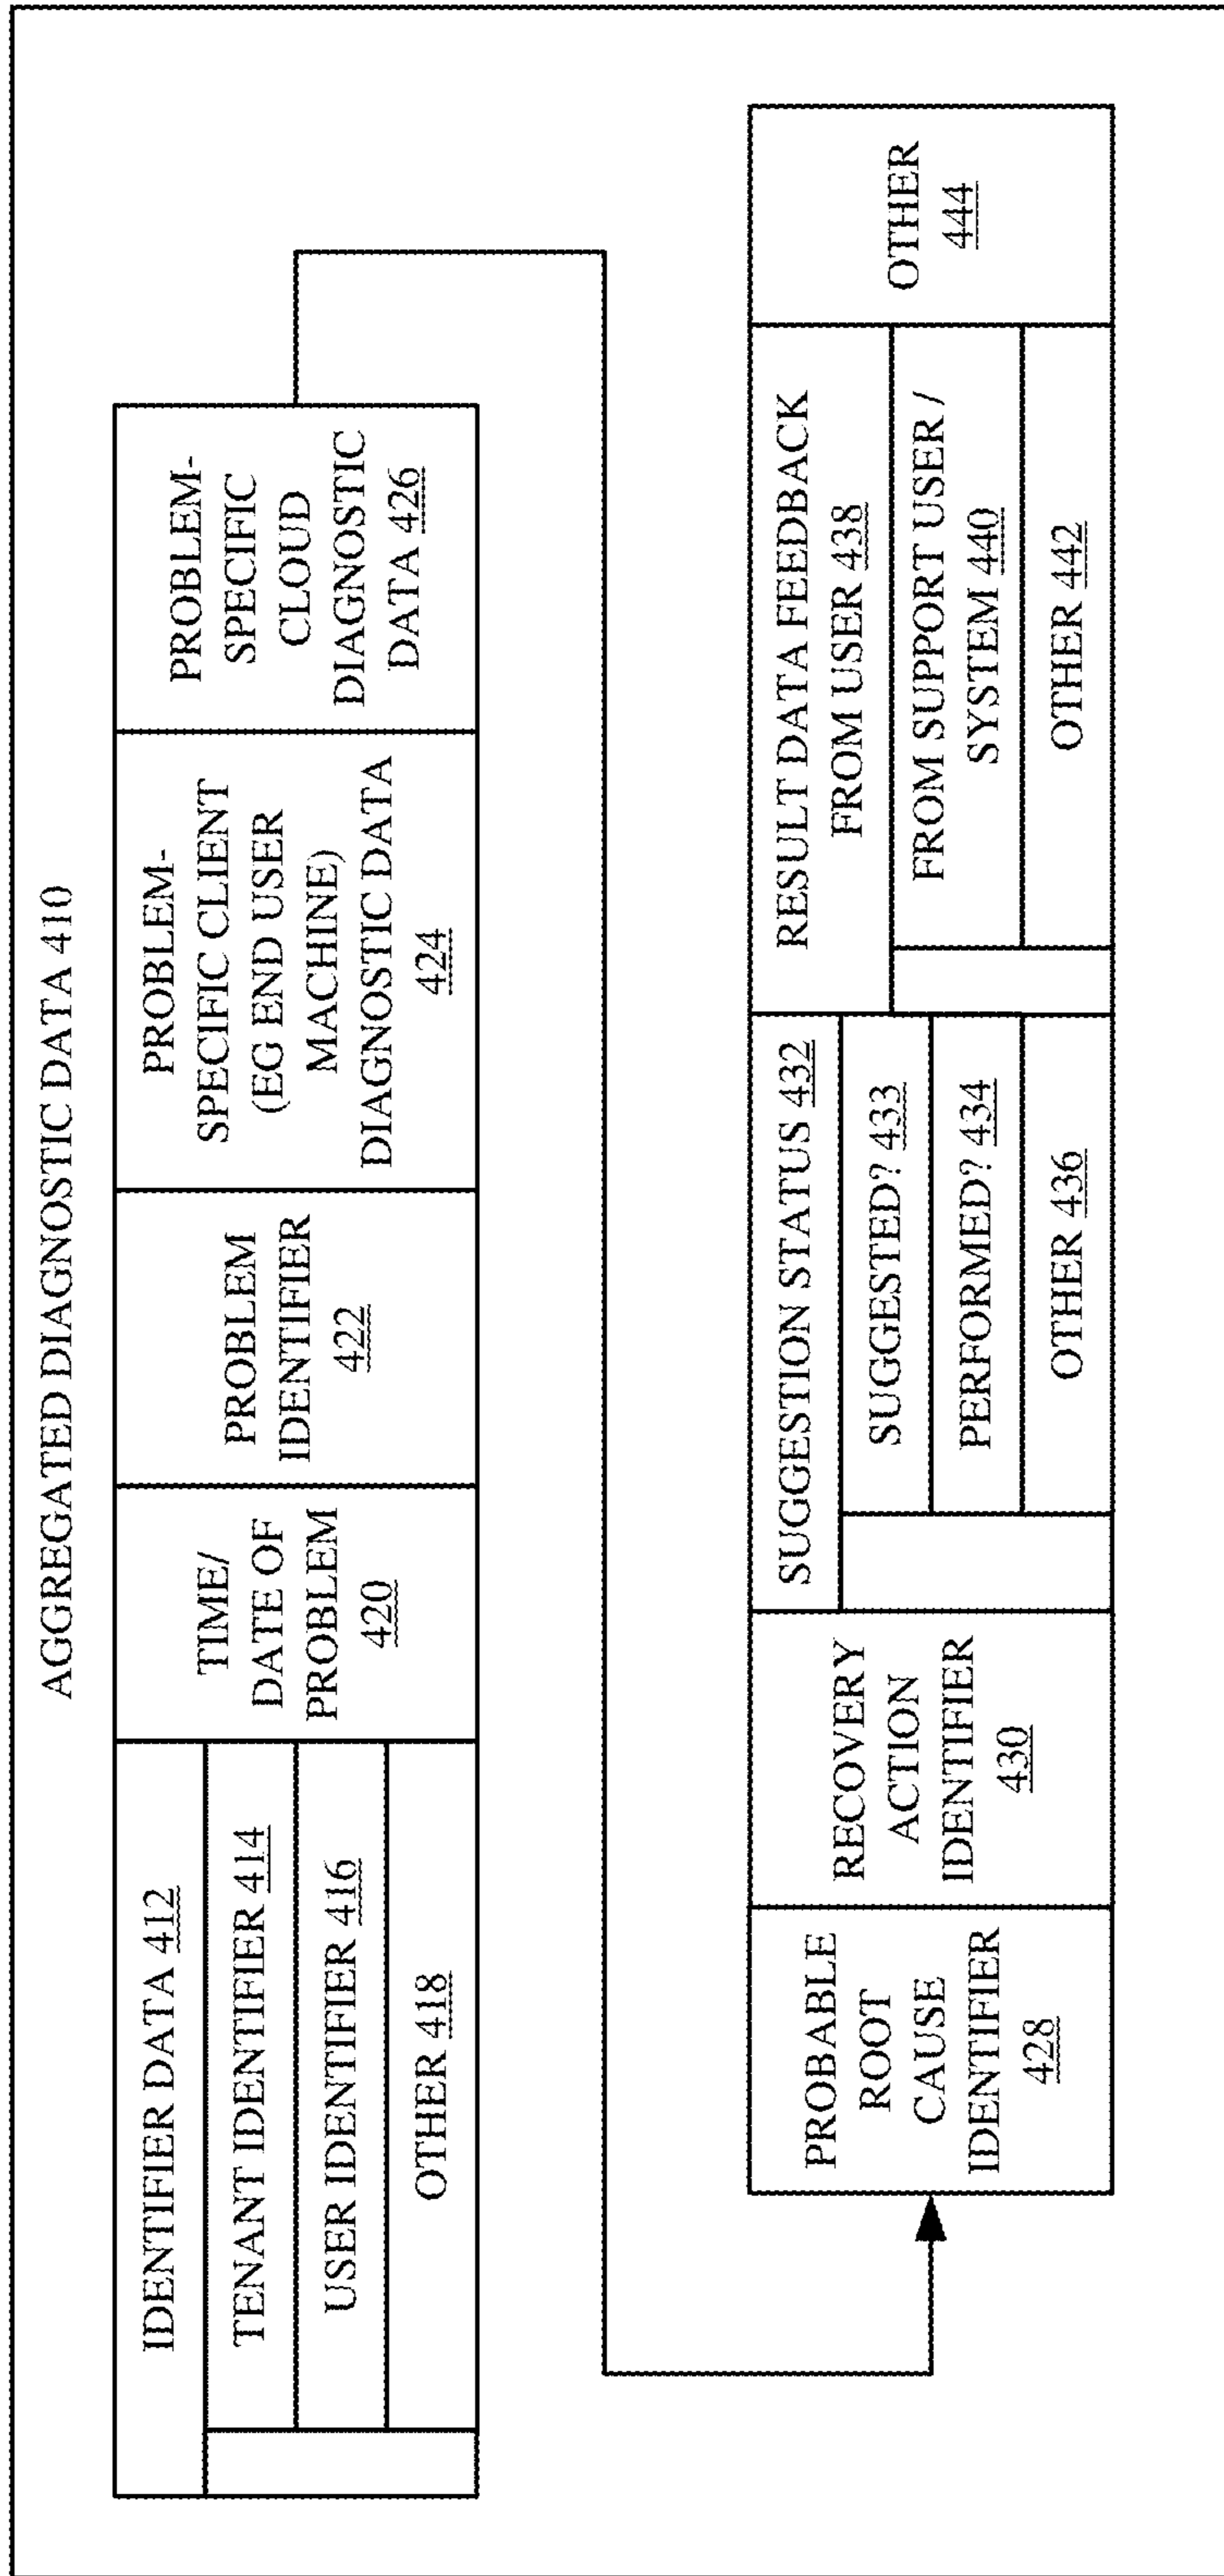 AGGREGATED DIAGNOSTIC DATA 410
IDENTIFIER DATA 412
TENANT IDENTIFIER 414
USER IDENTIFIER 416
OTHER 418
TIME/
DATE OF
PROBLEM
420
PROBLEM
IDENTIFIER
422
PROBLEM-
SPECIFIC CLIENT
(EG END USER
MACHINE)
DIAGNOSTIC DATA
424
PROBLEM-
SPECIFIC
CLOUD
DIAGNOSTIC
DATA 426
PROBABLE
ROOT
CAUSE
IDENTIFIER
428
RECOVERY
ACTION
IDENTIFIER
430
SUGGESTION STATUS 432
SUGGESTED? 433
PERFORMED? 434
OTHER 436
RESULT DATA FEEDBACK
FROM USER 438
FROM SUPPORT USER /
SYSTEM 440
OTHER 442
OTHER
444